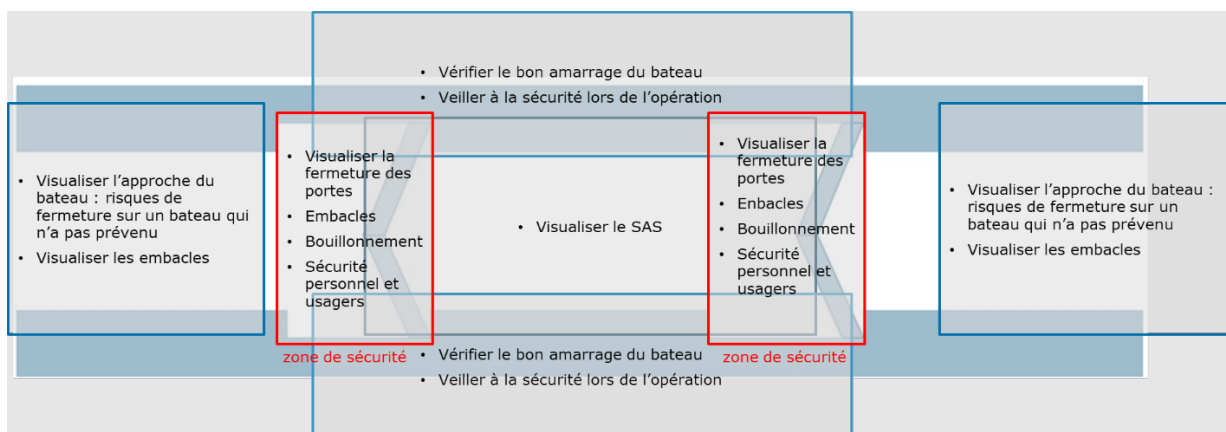 • Vérifier le bon amarrage du bateau
• Veiller à la sécurité lors de l'opération
• Visualiser l'approche du
bateau : risques de
fermeture sur un bateau qui
n'a pas prévenu
• Visualiser les embacles
• Visualiser la
fermeture des
portes
• Embacles
• Bouillonnement
• Sécurité
personnel et
usagers
zone de sécurité
• Visualiser le SAS
• Visualiser la
fermeture des
portes
• Enbacles
• Bouillonnement
• Sécurité
personnel et
usagers
zone de sécurité
• Visualiser l'approche du bateau :
risques de fermeture sur un
bateau qui n'a pas prévenu
• Visualiser les embacles
• Vérifier le bon amarrage du bateau
• Veiller à la sécurité lors de l'opération